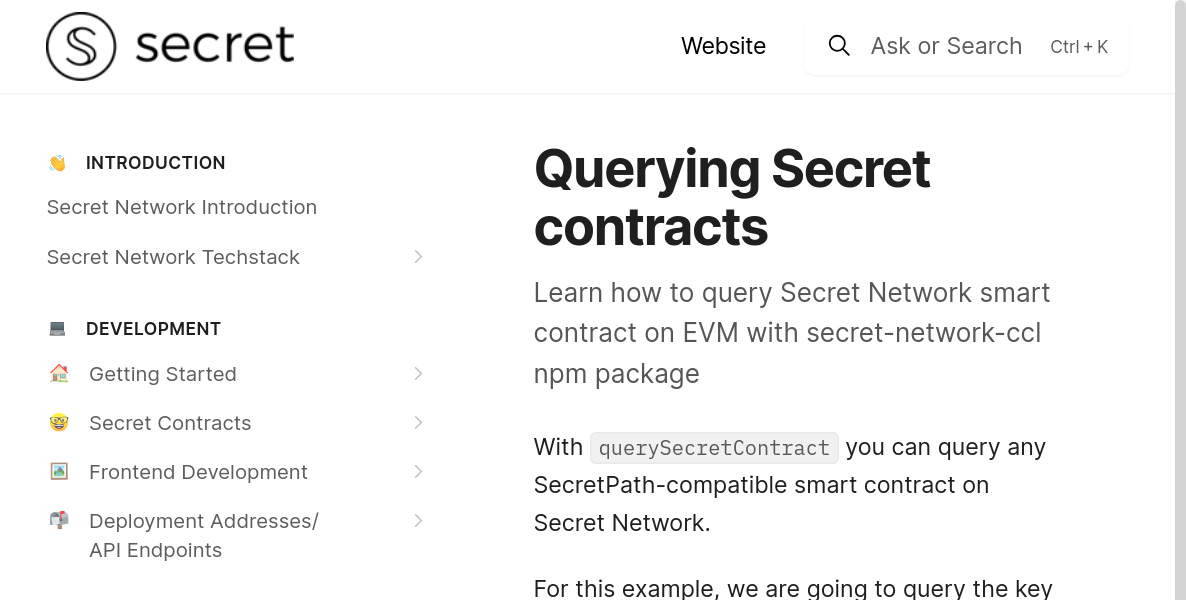 secret
Website
Ask or Search
Ctrl + K
INTRODUCTION
Secret Network Introduction
Secret Network Techstack
DEVELOPMENT
Getting Started
Secret Contracts
Frontend Development
Deployment Addresses/
API Endpoints
Querying Secret
contracts
Learn how to query Secret Network smart
contract on EVM with secret-network-ccl
npm package
With querySecretContract you can query any
SecretPath-compatible smart contract on
Secret Network.
For this example, we are going to query the key